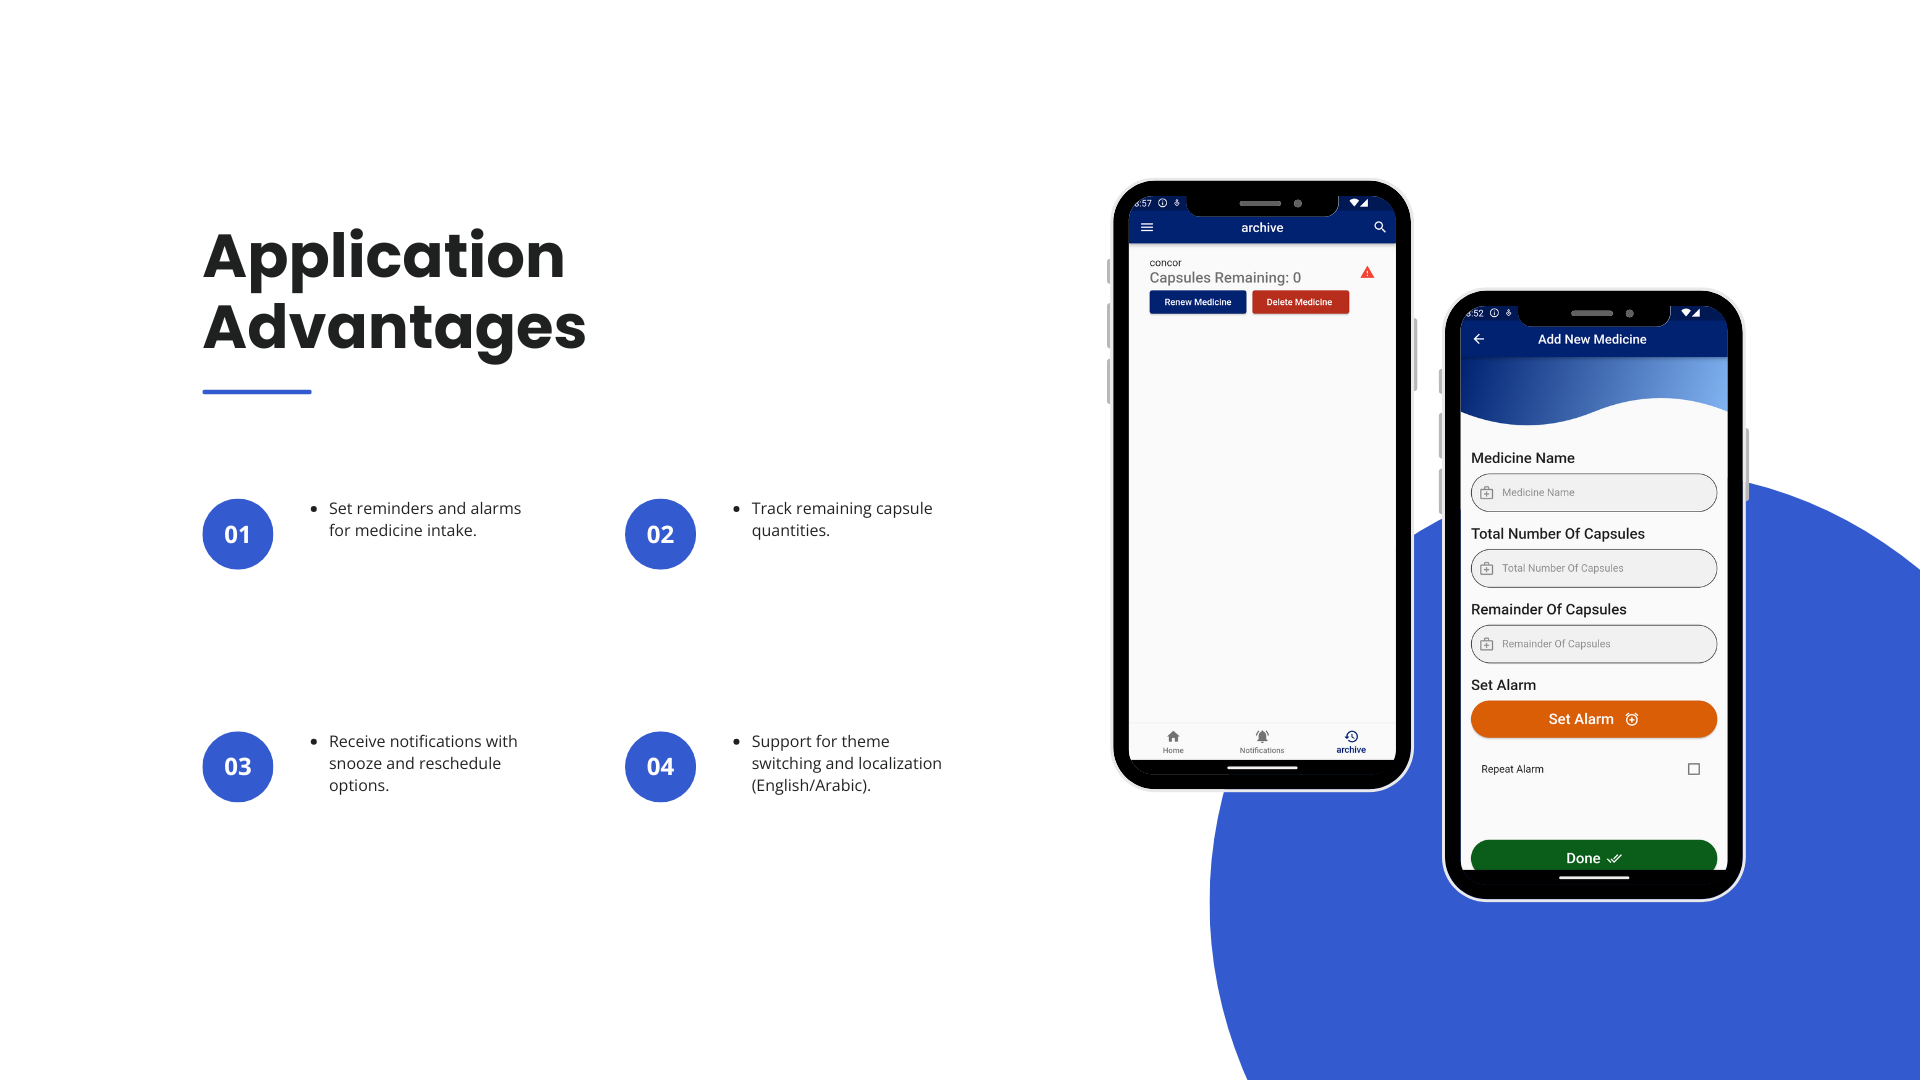 Application
Advantages
01
• Set reminders and alarms
for medicine intake.
02
• Track remaining capsule
quantities.
03
• Receive notifications with
snooze and reschedule
options.
04
• Support for theme
switching and localization
(English/Arabic).
:57
archive
concor
Capsules Remaining: 0
Renew Medicine
Delete Medicine
Home
Notifications
archive
:52
Add New Medicine
Medicine Name
Medicine Name
Total Number Of Capsules
Total Number Of Capsules
Remainder Of Capsules
Remainder Of Capsules
Set Alarm
Set Alarm
Repeat Alarm
Done